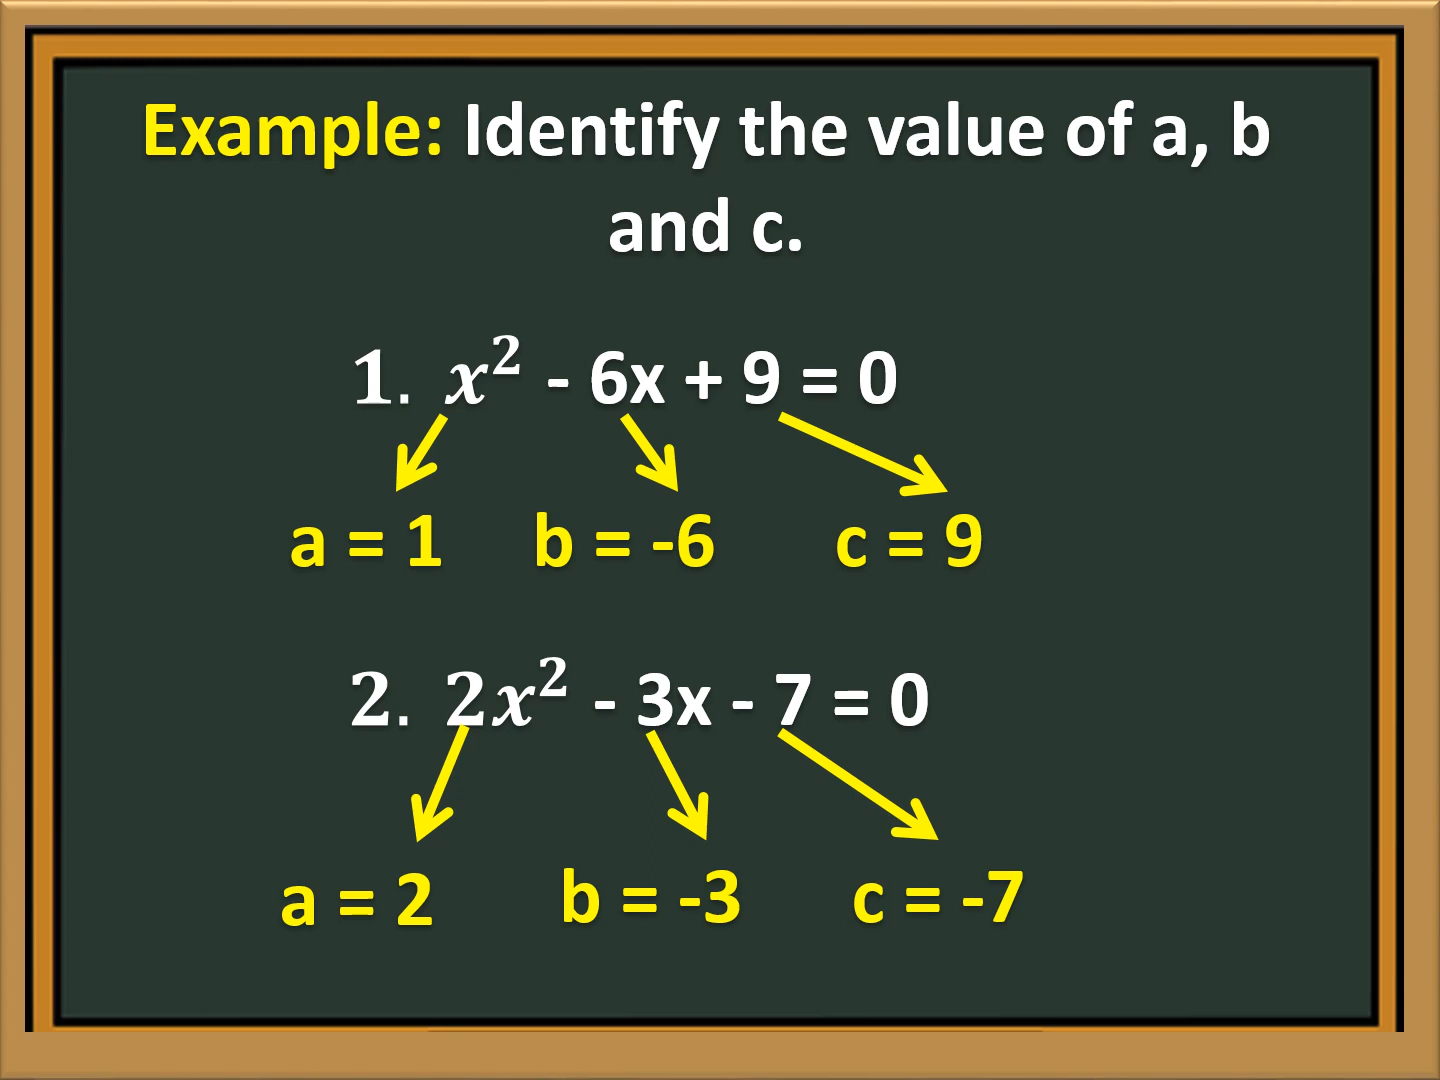 Example: Identify the value of a, b
and c.
1. x² - 6x + 9 = 0
a = 1 b = -6 c = 9
2. 2x² - 3x - 7 = 0
a = 2 b = -3 c = -7